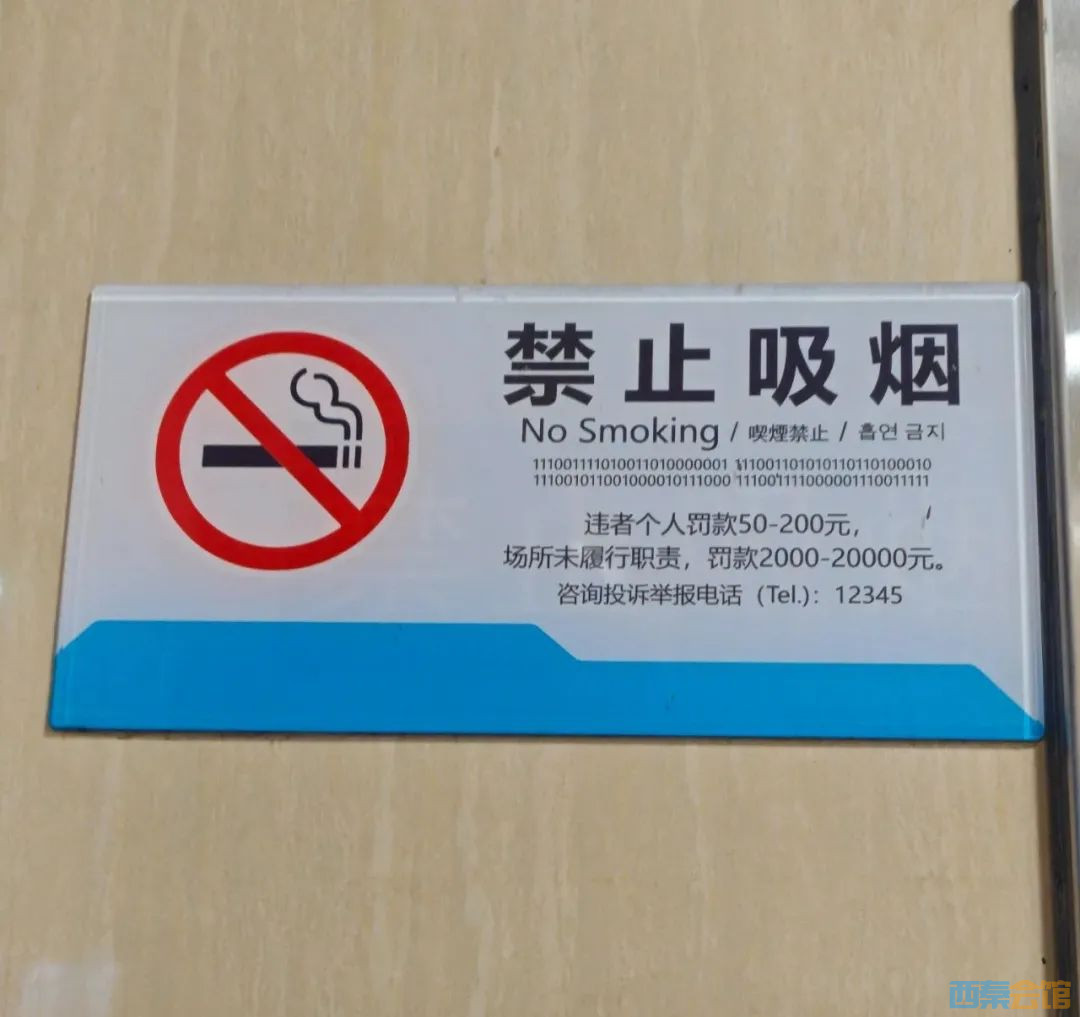 禁止吸烟
No Smoking / 喫煙禁止 / 흡연 금지
111001111010011010000001 111001101010110110100010
111001011001000010111000 111001111100000111001111​1
违者个人罚款50-200元，
场所未履行职责，罚款2000-20000元。
咨询投诉举报电话（Tel.）：12345
西秦会馆